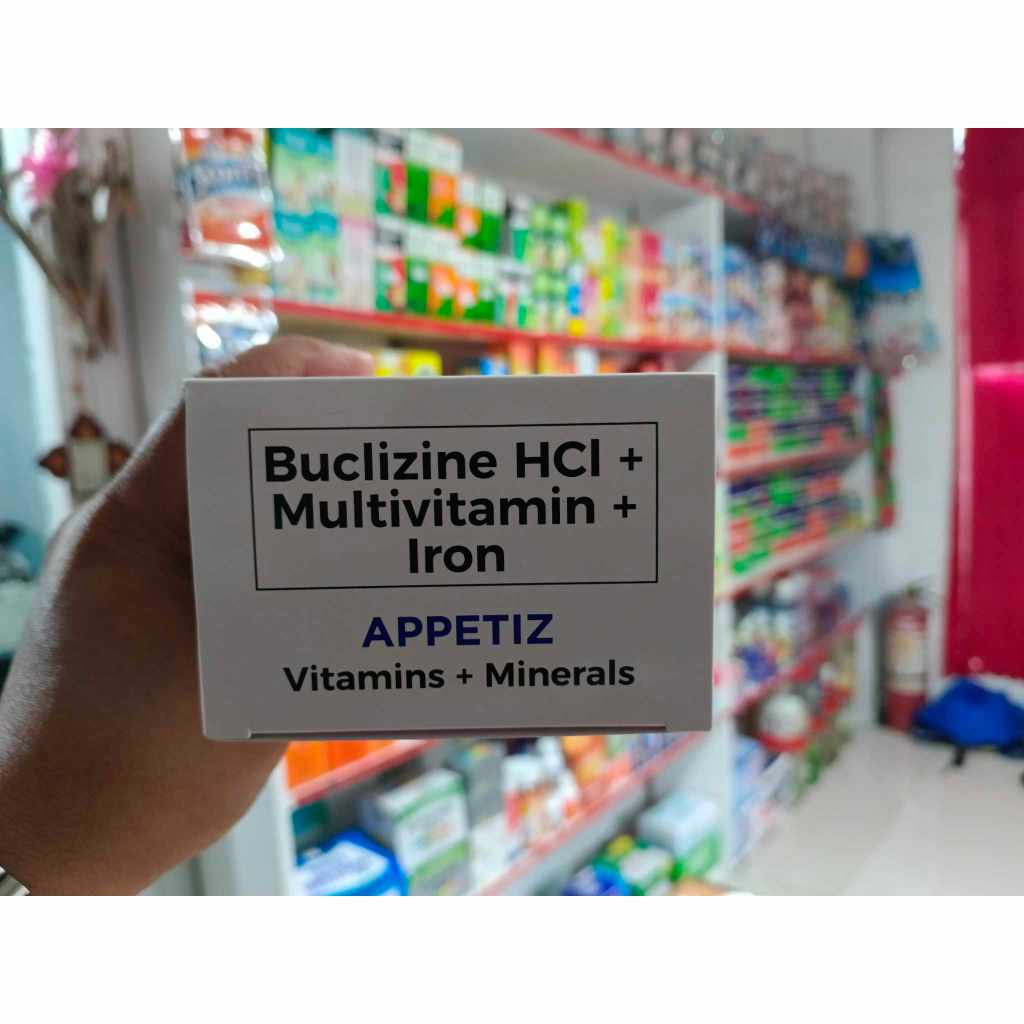 Buclizine HCl +
Multivitamin +
Iron
APPETIZ
Vitamins + Minerals